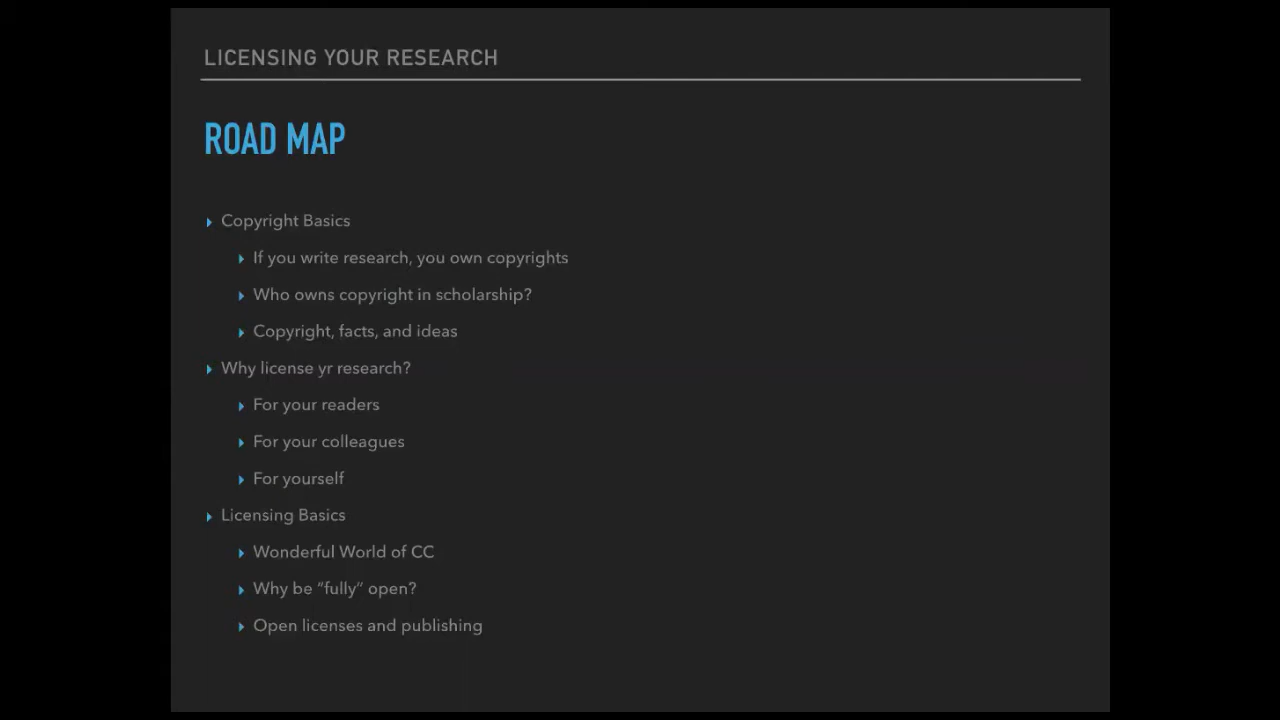 LICENSING YOUR RESEARCH
ROAD MAP
Copyright Basics
If you write research, you own copyrights
Who owns copyright in scholarship?
Copyright, facts, and ideas
Why license yr research?
For your readers
For your colleagues
For yourself
Licensing Basics
Wonderful World of CC
Why be “fully” open?
Open licenses and publishing